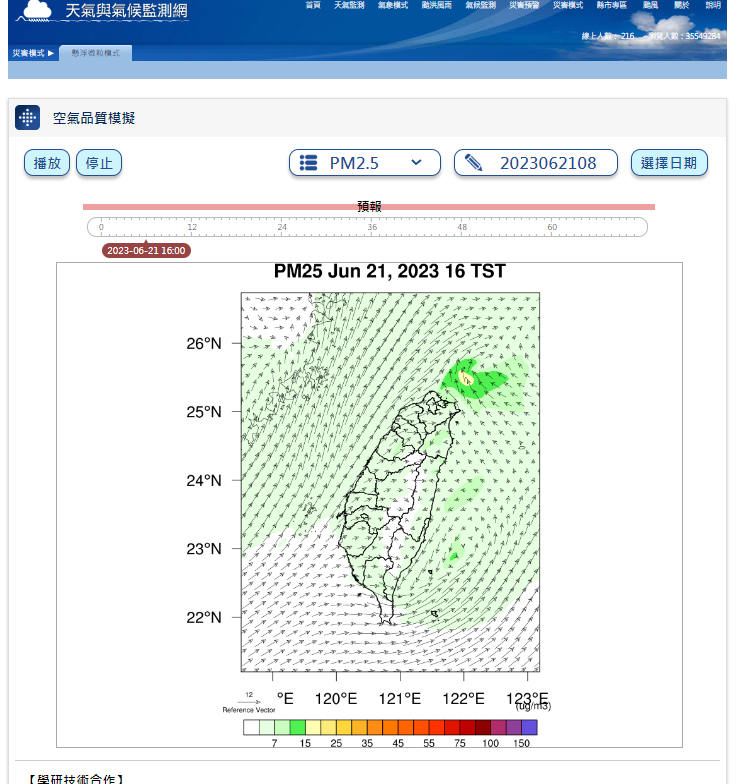 天氣與氣候監測網
首頁 天氣監測 氣象模式 颱洪風雨 氣候監測 災害預警 災害模式 縣市專區 颱風 關於 說明
線上人數： 216 瀏覽人數：35549284
災害模式 ▶ 懸浮微粒模式
空氣品質模擬
播放 停止 PM2.5 2023062108 選擇日期
預報
0 12 24 36 48 60
2023-06-21 16:00
PM25 Jun 21, 2023 16 TST
26°N
25°N
24°N
23°N
22°N
°E 120°E 121°E 122°E 123°E
12
Reference Vector
(ug/m3)
7 15 25 35 45 55 75 100 150
【學研技術合作】